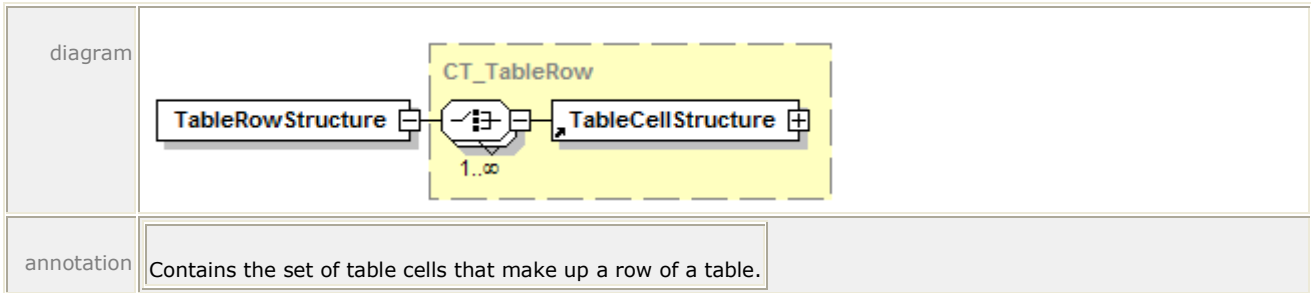 diagram
CT_TableRow
TableRowStructure
TableCellStructure
1..∞
annotation
Contains the set of table cells that make up a row of a table.